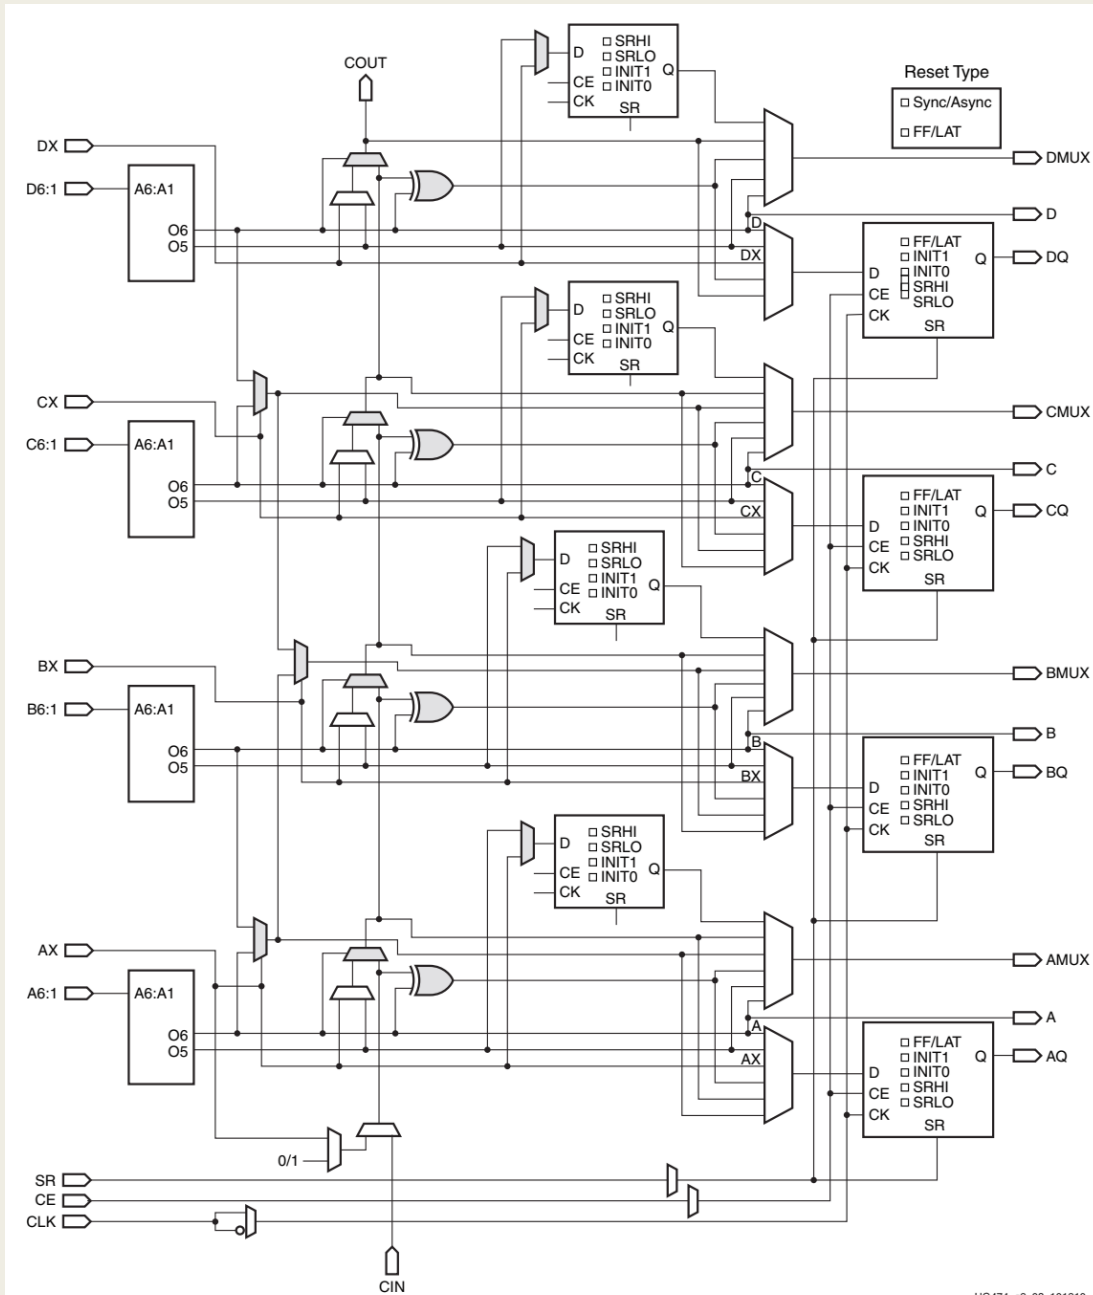 COUT
Reset Type
Sync/Async
FF/LAT
D
CE
CK
SRHI
SRLO
INIT1
INIT0
Q
SR
DX
D6:1
A6:A1
O6
O5
DMUX
D
D
DX
DQ
D
CE
CK
FF/LAT
INIT1
INIT0
SRHI
SRLO
Q
SR
D
CE
CK
SRHI
SRLO
INIT1
INIT0
Q
SR
CX
C6:1
A6:A1
O6
O5
CMUX
C
C
CX
CQ
D
CE
CK
FF/LAT
INIT1
INIT0
SRHI
SRLO
Q
SR
D
CE
CK
SRHI
SRLO
INIT1
INIT0
Q
SR
BX
B6:1
A6:A1
O6
O5
BMUX
B
B
BX
BQ
D
CE
CK
FF/LAT
INIT1
INIT0
SRHI
SRLO
Q
SR
D
CE
CK
SRHI
SRLO
INIT1
INIT0
Q
SR
AX
A6:1
A6:A1
O6
O5
AMUX
A
A
AX
AQ
D
CE
CK
FF/LAT
INIT1
INIT0
SRHI
SRLO
Q
SR
0/1
SR
CE
CLK
CIN